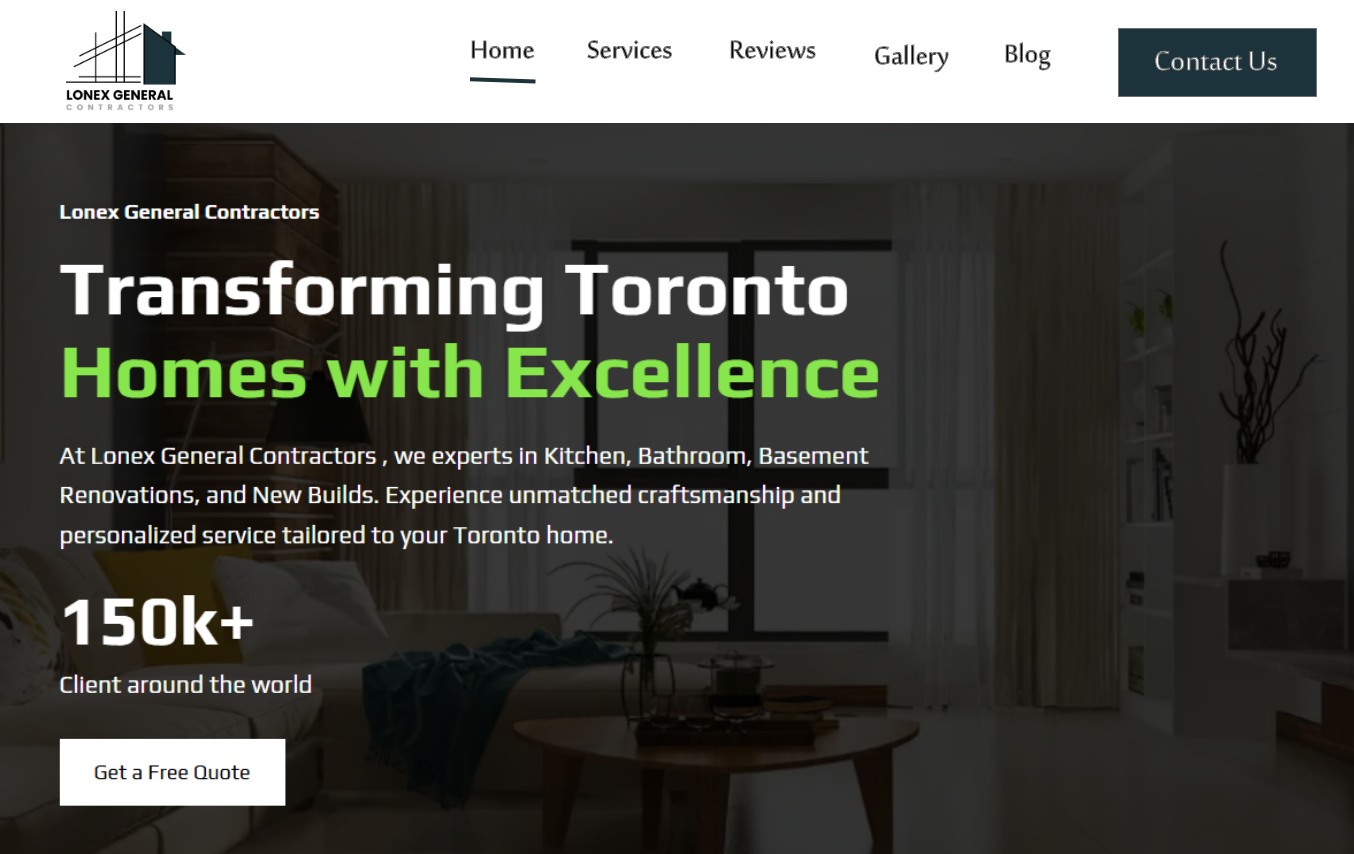 LONEX GENERAL
CONTRACTORS
Home
Services
Reviews
Gallery
Blog
Contact Us
Lonex General Contractors
Transforming Toronto
Homes with Excellence
At Lonex General Contractors , we experts in Kitchen, Bathroom, Basement
Renovations, and New Builds. Experience unmatched craftsmanship and
personalized service tailored to your Toronto home.
150k+
Client around the world
Get a Free Quote